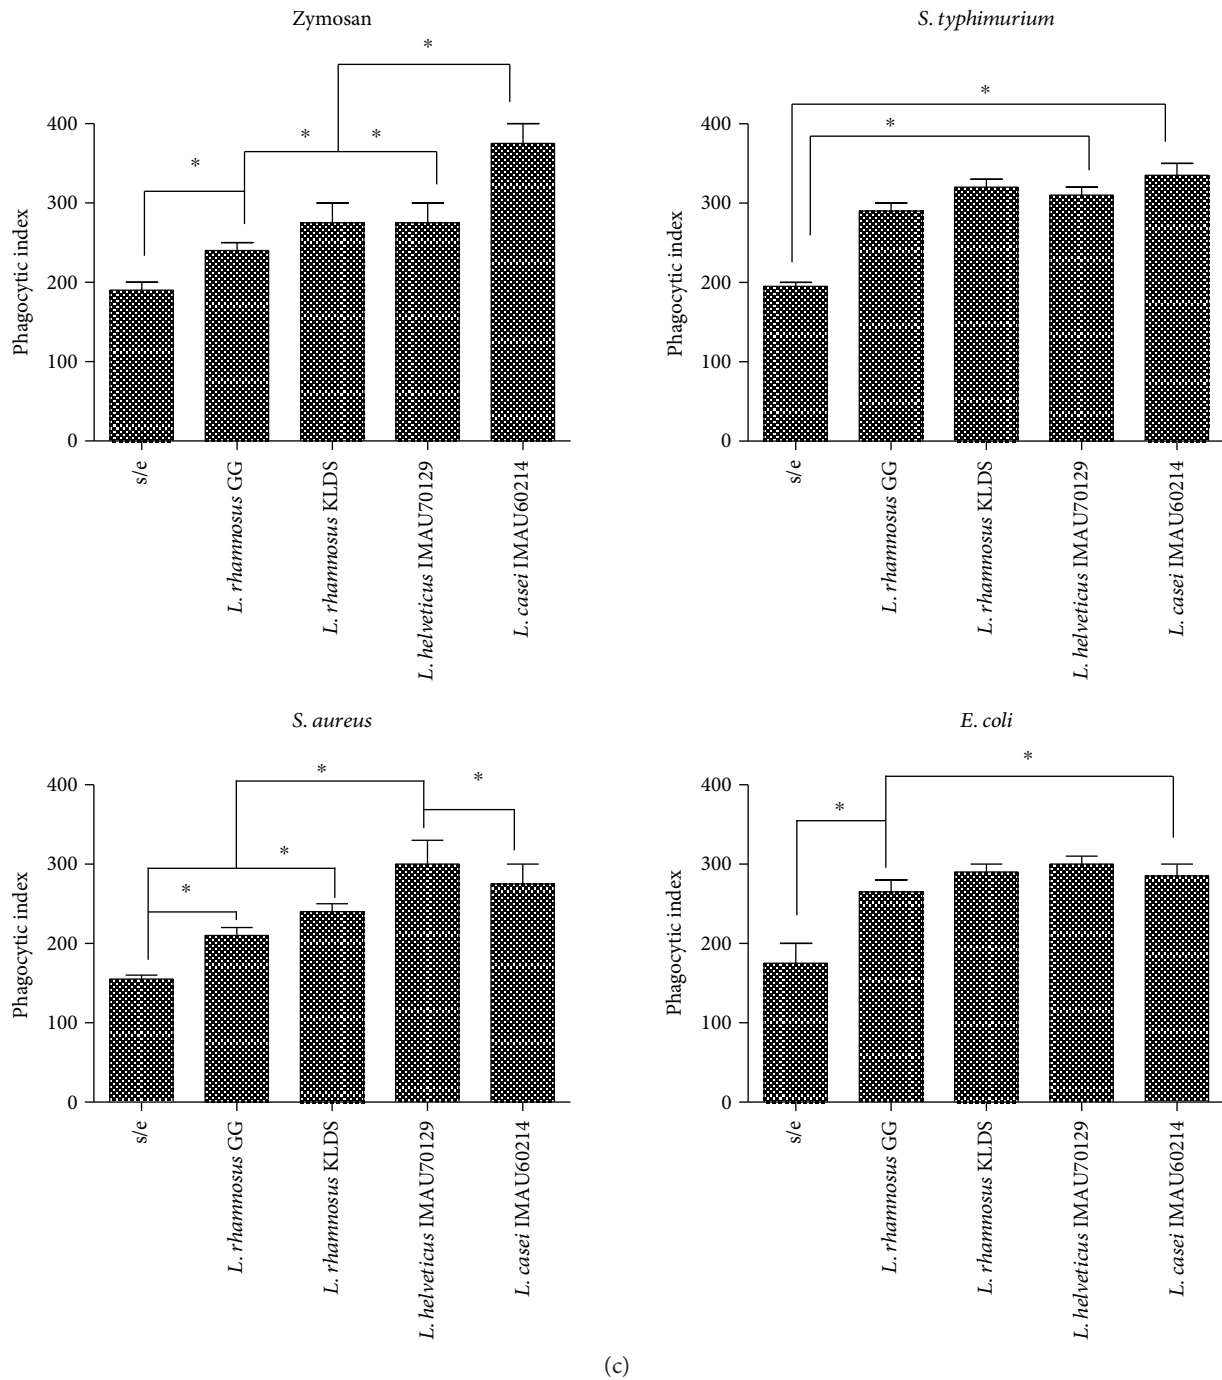 Zymosan
*
*
*
*
400
300
200
100
0
Phagocytic index
s/e
L. rhamnosus GG
L. rhamnosus KLDS
L. helveticus IMAU70129
L. casei IMAU60214
S. typhimurium
*
*
400
300
200
100
0
Phagocytic index
s/e
L. rhamnosus GG
L. rhamnosus KLDS
L. helveticus IMAU70129
L. casei IMAU60214
S. aureus
*
*
*
*
400
300
200
100
0
Phagocytic index
s/e
L. rhamnosus GG
L. rhamnosus KLDS
L. helveticus IMAU70129
L. casei IMAU60214
E. coli
*
*
400
300
200
100
0
Phagocytic index
s/e
L. rhamnosus GG
L. rhamnosus KLDS
L. helveticus IMAU70129
L. casei IMAU60214
(c)